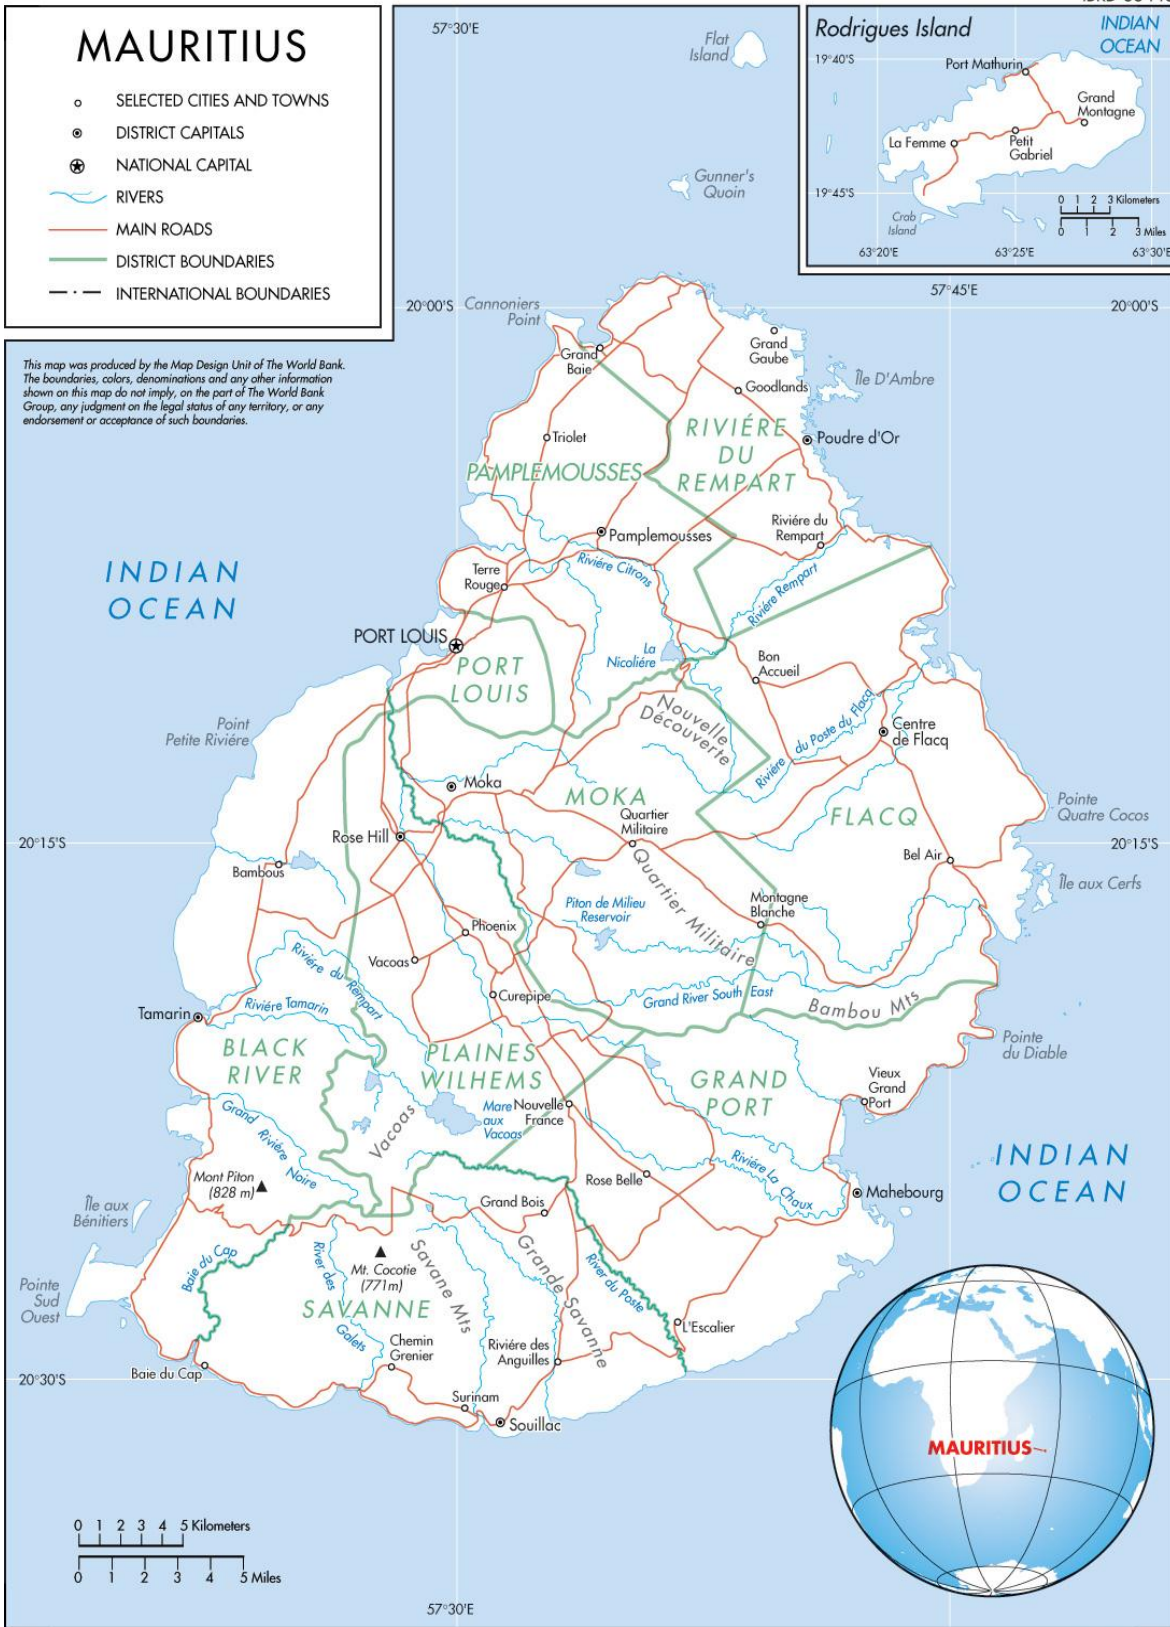 MAURITIUS
SELECTED CITIES AND TOWNS
DISTRICT CAPITALS
NATIONAL CAPITAL
RIVERS
MAIN ROADS
DISTRICT BOUNDARIES
INTERNATIONAL BOUNDARIES
This map was produced by the Map Design Unit of The World Bank.
The boundaries, colors, denominations and any other information
shown on this map do not imply, on the part of The World Bank
Group, any judgment on the legal status of any territory, or any
endorsement or acceptance of such boundaries.
57°30'E
Flat
Island
Gunner's
Quoin
Rodrigues Island
INDIAN
OCEAN
19°40'S
Port Mathurin
Grand
Montagne
La Femme
Petit
Gabriel
19°45'S
Crab
Island
0 1 2 3 Kilometers
0 1 2 3 Miles
63°20'E
63°25'E
63°30'E
57°45'E
20°00'S
20°00'S
Cannoniers
Point
Grand
Baie
Grand
Gaube
Goodlands
Île D'Ambre
Triolet
RIVIÉRE
DU
REMPART
Poudre d'Or
PAMPLEMOUSSES
Pamplemousses
Riviére du
Rempart
Riviére Citrons
Riviére Rempart
Terre
Rouge
INDIAN
OCEAN
PORT LOUIS
PORT
LOUIS
La
Nicoliére
Bon
Accueil
Nouvelle
Découverte
Riviére du Poste du Flacq
Centre
de Flacq
Point
Petite Riviére
Moka
MOKA
FLACQ
Pointe
Quatre Cocos
Quartier
Militaire
Rose Hill
20°15'S
20°15'S
Bambous
Bel Air
Île aux Cerfs
Quartier Militaire
Piton de Milieu
Reservoir
Montagne
Blanche
Phoenix
Vacoas
Riviére du Rempart
Curepipe
Grand River South East
Bambou Mts
Riviére Tamarin
Tamarin
Pointe
du Diable
BLACK
RIVER
PLAINES
WILHEMS
GRAND
PORT
Vieux
Grand
Port
Mare
aux
Vacoas
Nouvelle
France
Grand Riviére Noire
Vacoas
Riviére La Chaux
INDIAN
OCEAN
Mont Piton
(828 m)
Rose Belle
Mahebourg
Île aux
Bénitiers
Grand Bois
Baie du Cap
River des Galets
Mt. Cocotie
(771m)
Savane Mts
Grande Savanne
River du Poste
Pointe
Sud
Ouest
SAVANNE
L'Escalier
Chemin
Grenier
Riviére des
Anguilles
Baie du Cap
20°30'S
Surinam
Souillac
MAURITIUS
0 1 2 3 4 5 Kilometers
0 1 2 3 4 5 Miles
57°30'E